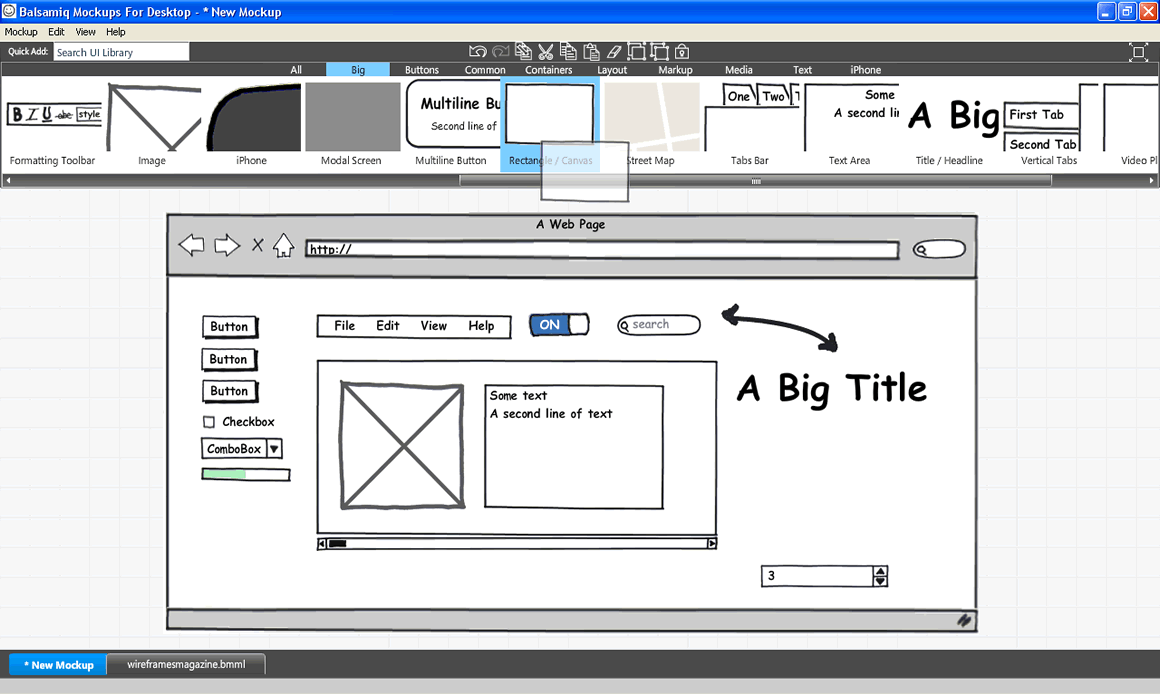 Balsamiq Mockups For Desktop - * New Mockup
Mockup Edit View Help
Quick Add: Search UI Library
All Big Buttons Common Containers Layout Markup Media Text iPhone
B I U abc style
Multiline Bu
Second line of
One Two T
Some
A second li
A Big
First Tab
Second Tab
Formatting Toolbar Image iPhone Modal Screen Multiline Button Rectangle / Canvas Street Map Tabs Bar Text Area Title / Headline Vertical Tabs Video Pl
A Web Page
http://
Button File Edit View Help ON search
Button
Button
Checkbox
ComboBox
Some text
A second line of text
A Big Title
3
* New Mockup wireframesmagazine.bmml